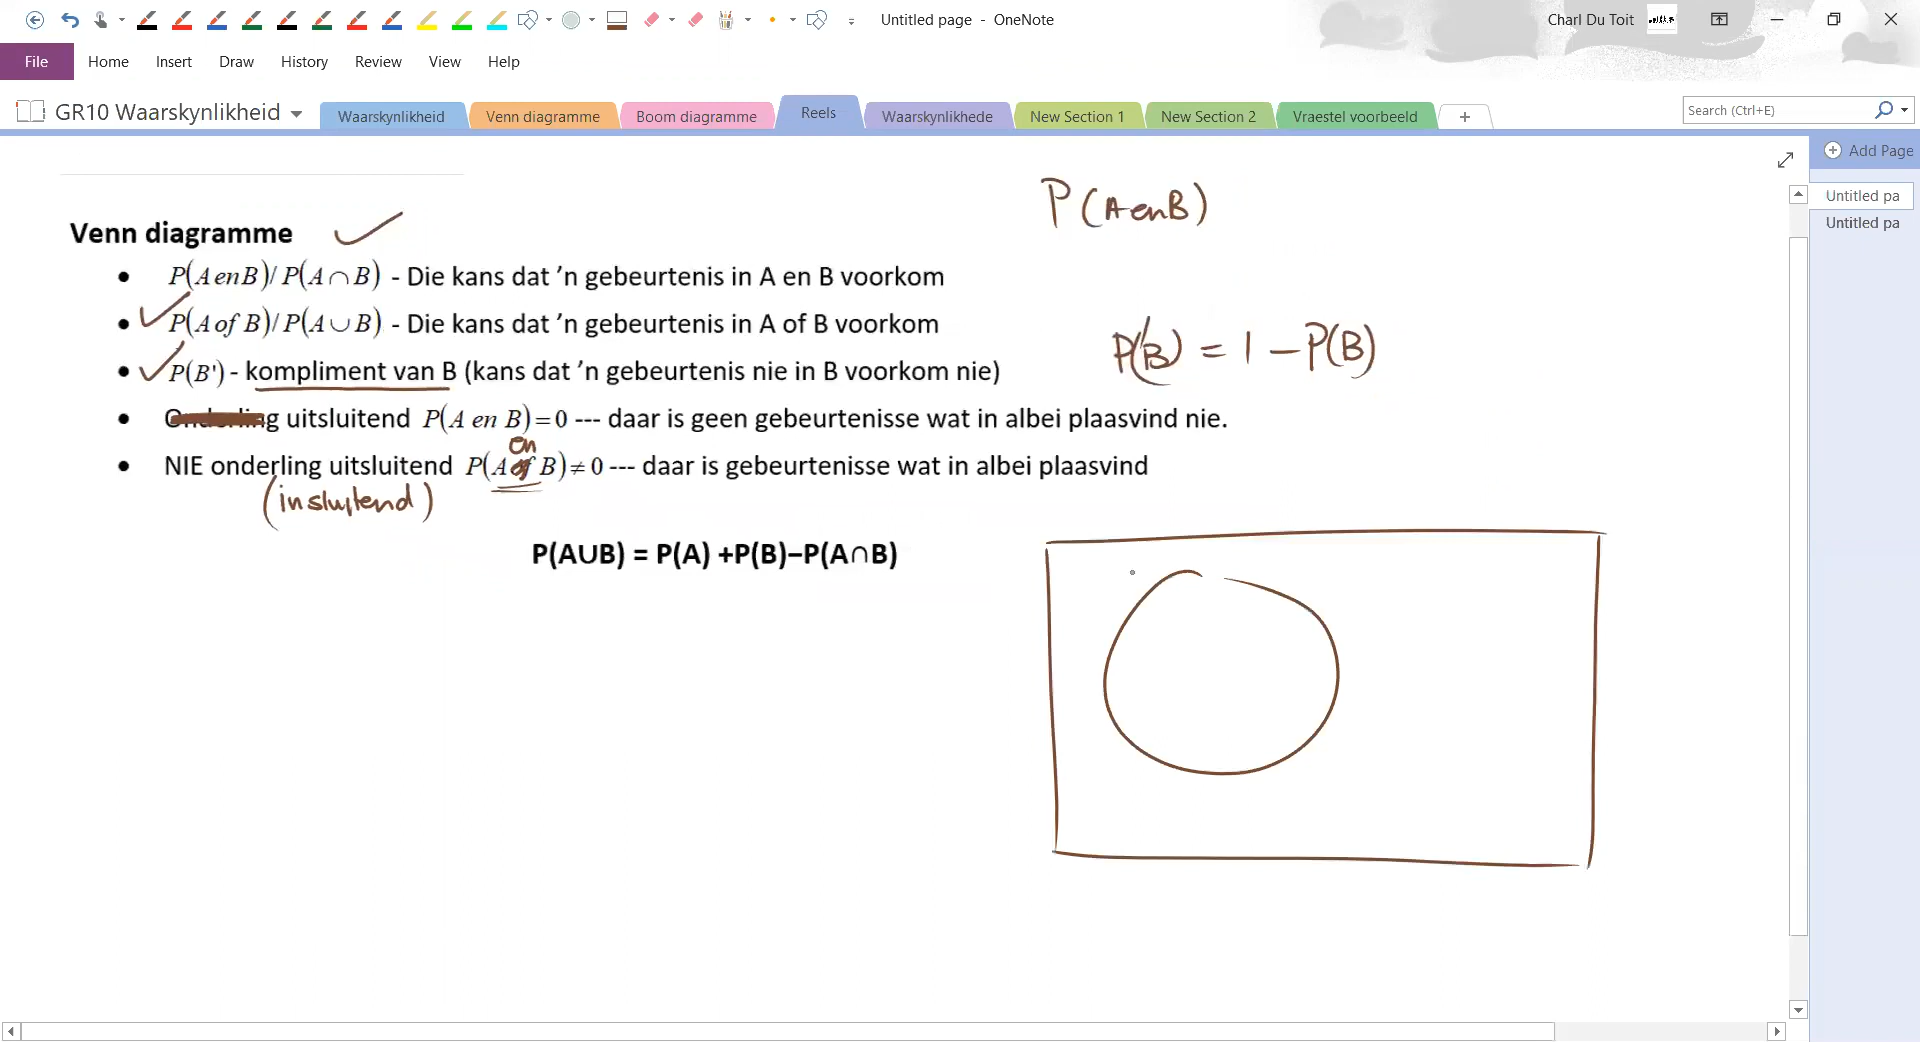 Untitled page - OneNote
Charl Du Toit
File Home Insert Draw History Review View Help
GR10 Waarskynlikheid
Waarskynlikheid Venn diagramme Boom diagramme Reels Waarskynlikhede New Section 1 New Section 2 Vraestel voorbeeld +
Search (Ctrl+E)
Add Page
Untitled pa
Untitled pa
P(A en B)
Venn diagramme
• P(A en B)/ P(A ∩ B) - Die kans dat 'n gebeurtenis in A en B voorkom
• P(A of B)/ P(A ∪ B) - Die kans dat 'n gebeurtenis in A of B voorkom
P(B') = 1 - P(B)
• P(B') - kompliment van B (kans dat 'n gebeurtenis nie in B voorkom nie)
• Onderling uitsluitend P(A en B) = 0 --- daar is geen gebeurtenisse wat in albei plaasvind nie.
en
• NIE onderling uitsluitend P(A of B) ≠ 0 --- daar is gebeurtenisse wat in albei plaasvind
(insluitend)
P(A∪B) = P(A) +P(B)−P(A∩B)